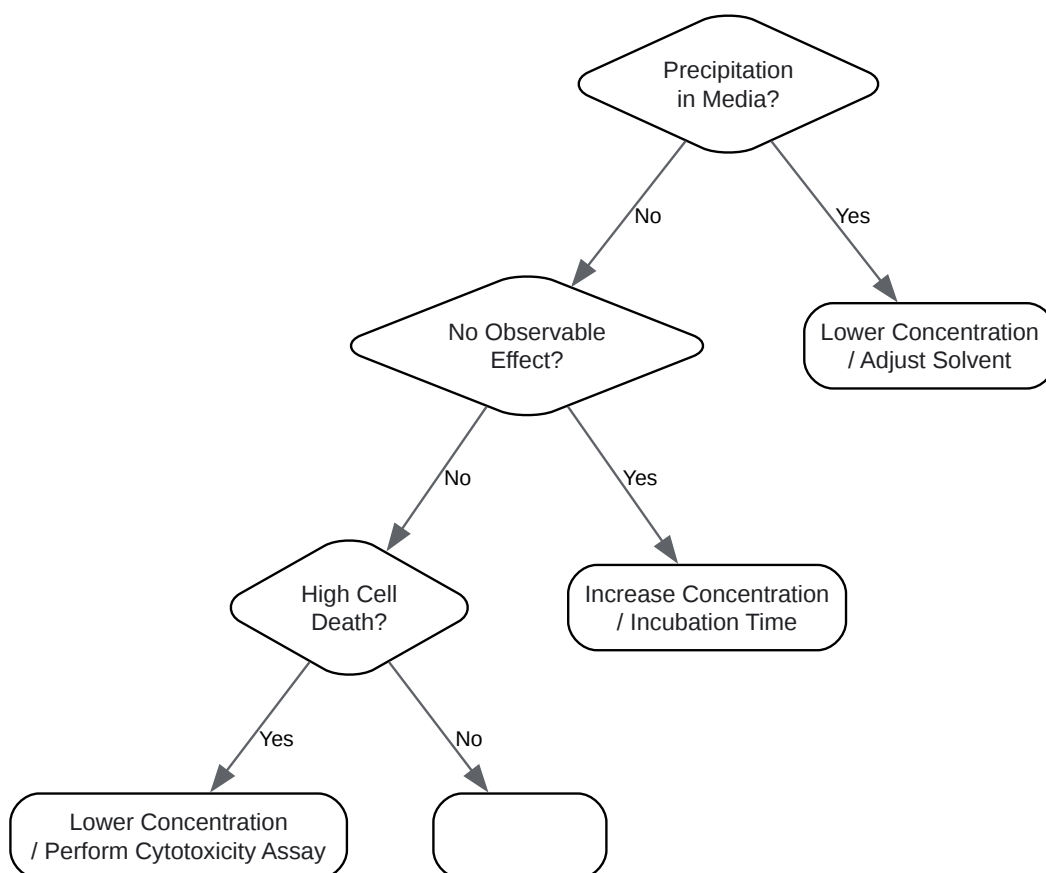 Precipitation
in Media?
No
Yes
No Observable
Effect?
Lower Concentration
/ Adjust Solvent
No
Yes
High Cell
Death?
Increase Concentration
/ Incubation Time
Yes
No
Lower Concentration
/ Perform Cytotoxicity Assay